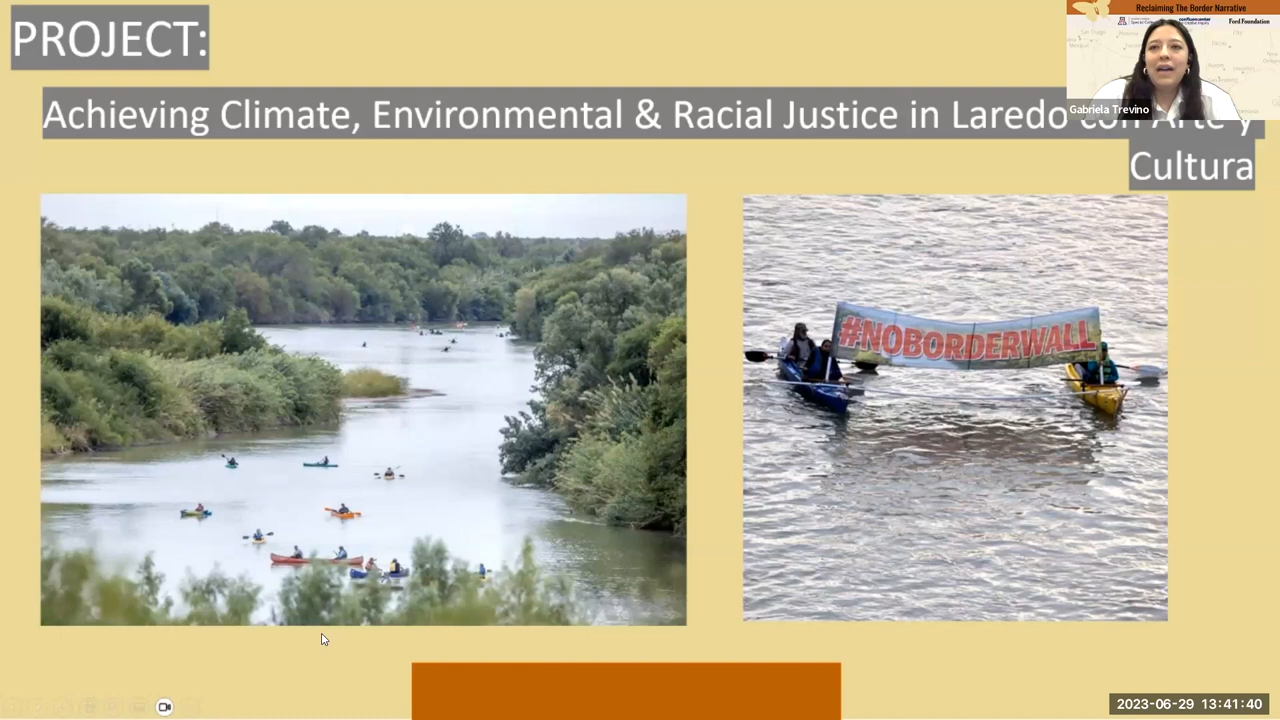 PROJECT:
Reclaiming The Border Narrative
confluencenter
Ford Foundation
Gabriela Trevino
Achieving Climate, Environmental & Racial Justice in Laredo con Arte y
Cultura
#NOBORDERWALL
2023-06-29 13:41:40